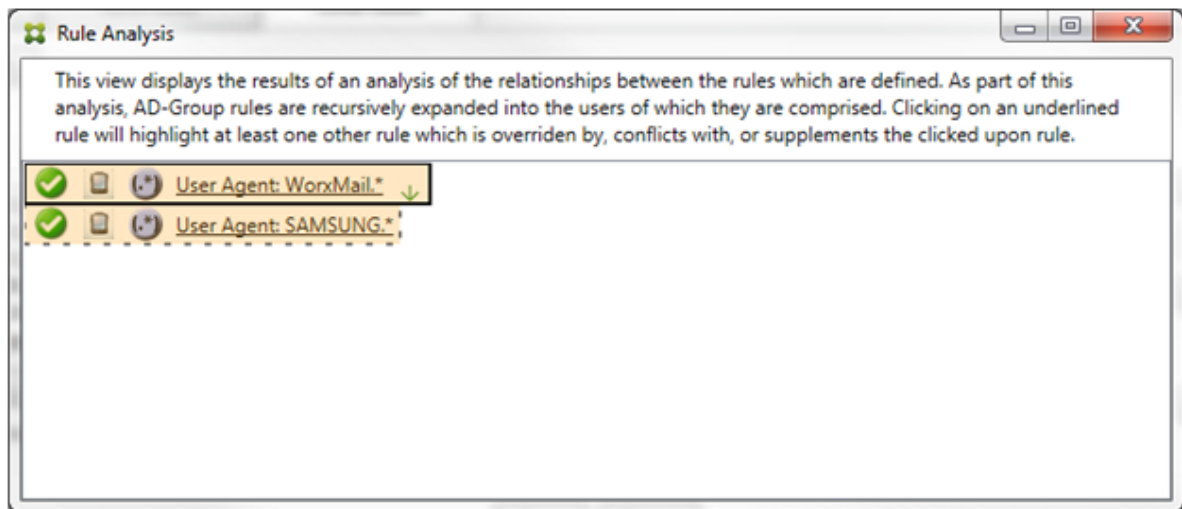 Rule Analysis
This view displays the results of an analysis of the relationships between the rules which are defined. As part of this
analysis, AD-Group rules are recursively expanded into the users of which they are comprised. Clicking on an underlined
rule will highlight at least one other rule which is overriden by, conflicts with, or supplements the clicked upon rule.
(.*) User Agent: WorxMail.*
(.*) User Agent: SAMSUNG.*